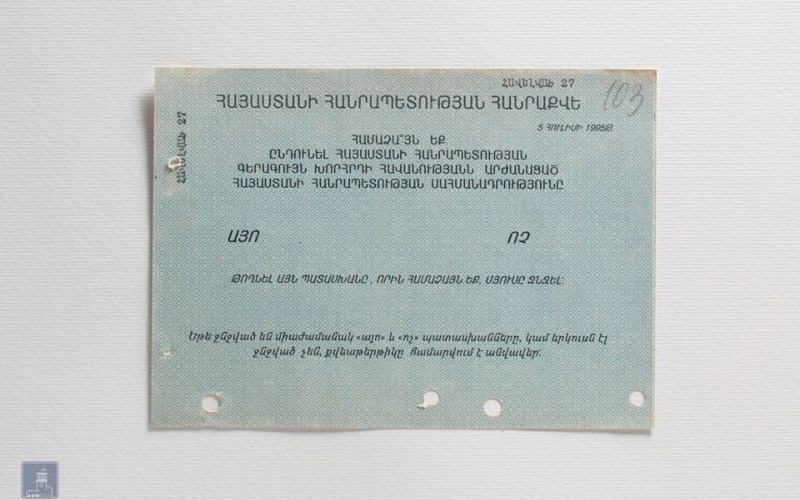 ՀԱՎԵԼՎԱԾ 27
103
ՀԱՅԱՍՏԱՆԻ ՀԱՆՐԱՊԵՏՈՒԹՅԱՆ ՀԱՆՐԱՔՎԵ
5 ՀՈՒԼԻՍԻ 1995Թ.
ՀԱՎԵԼՎԱԾ 27
ՀԱՄԱՁԱ՞ՅՆ ԵՔ
ԸՆԴՈՒՆԵԼ ՀԱՅԱՍՏԱՆԻ ՀԱՆՐԱՊԵՏՈՒԹՅԱՆ
ԳԵՐԱԳՈՒՅՆ ԽՈՐՀՐԴԻ ՀԱՎԱՆՈՒԹՅԱՆՆ ԱՐԺԱՆԱՑԱԾ
ՀԱՅԱՍՏԱՆԻ ՀԱՆՐԱՊԵՏՈՒԹՅԱՆ ՍԱՀՄԱՆԱԴՐՈՒԹՅՈՒՆԸ
ԱՅՈ ՈՉ
ԹՈՂՆԵԼ ԱՅՆ ՊԱՏԱՍԽԱՆԸ, ՈՐԻՆ ՀԱՄԱՁԱՅՆ ԵՔ, ՄՅՈՒՍԸ ՋՆՋԵԼ:
Եթե ջնջված են միաժամանակ «այո» և «ոչ» պատասխանները, կամ երկուսն էլ
ջնջված չեն, քվեաթերթիկը համարվում է անվավեր: